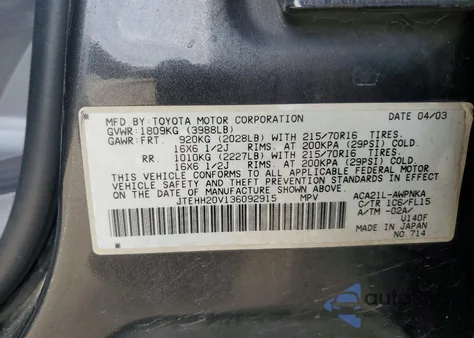 MFD.BY:TOYOTA MOTOR CORPORATION DATE 04/03
GVWR:1809KG (3988LB)
GAWR:FRT. 920KG (2028LB) WITH 215/70R16 TIRES.
16X6 1/2J RIMS. AT 200KPA (29PSI) COLD.
RR. 1010KG (2227LB) WITH 215/70R16 TIRES.
16X6 1/2J RIMS. AT 200KPA (29PSI) COLD.
THIS VEHICLE CONFORMS TO ALL APPLICABLE FEDERAL
MOTOR VEHICLE SAFETY, BUMPER
AND THEFT PREVENTION STANDARDS IN EFFECT ON
THE DATE OF MANUFACTURE SHOWN ABOVE.
JTEHH20V136092915 MPV
ACA21L-AWPNKA
C/TR 1C6/FL15
A/TM -02A/
U140F
MADE IN JAPAN
NO.714